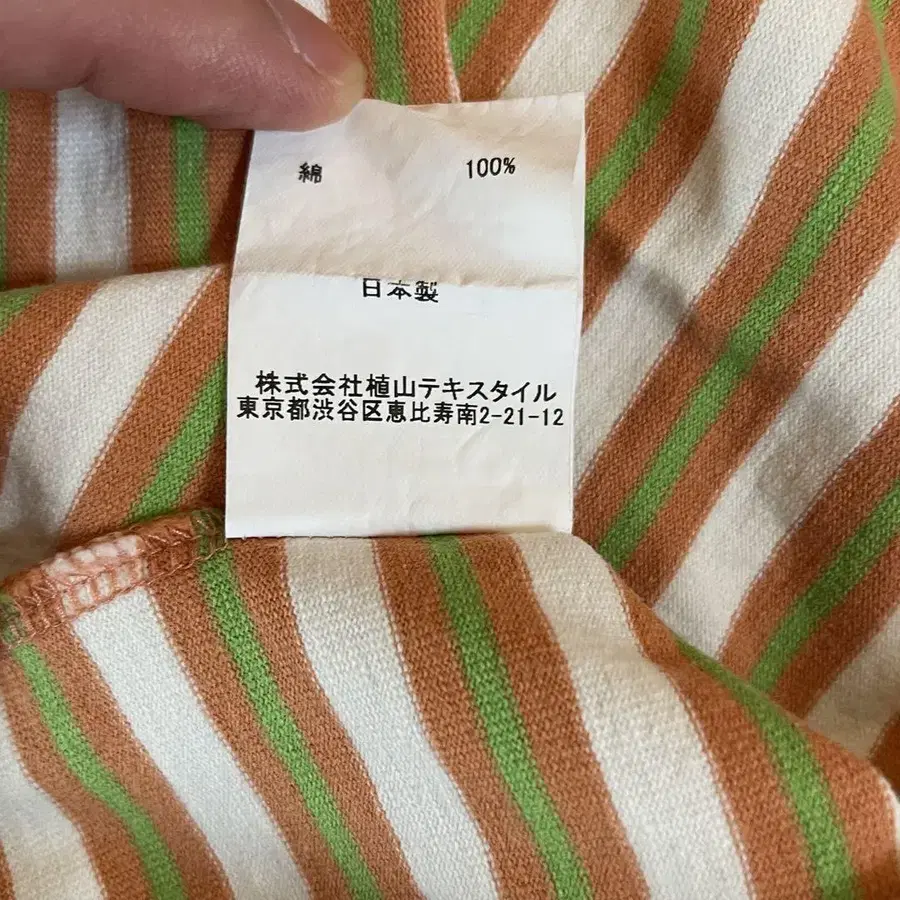 綿 100%
日本製
株式会社植山テキスタイル
東京都渋谷区恵比寿南2-21-12